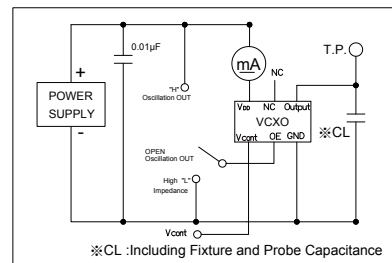 0.01µF
T.P.
mA
NC
"H"
Oscillation OUT
+
POWER
SUPPLY
-
VDD NC Output
VCXO
Vcont OE GND
※CL
OPEN
Oscillation OUT
High "L"
Impedance
Vcont
※CL :Including Fixture and Probe Capacitance